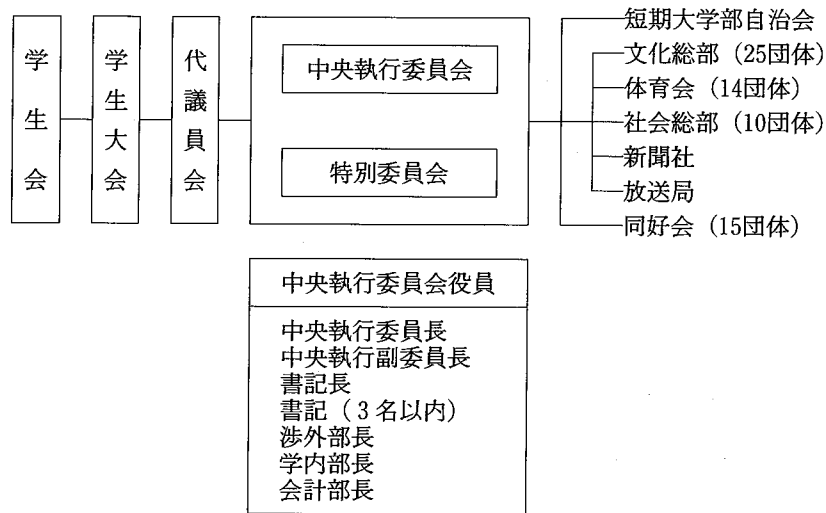 学生会
学生大会
代議員会
中央執行委員会
特別委員会
短期大学部自治会
文化総部（25団体）
体育会（14団体）
社会総部（10団体）
新聞社
放送局
同好会（15団体）
中央執行委員会役員
中央執行委員長
中央執行副委員長
書記長
書記（3名以内）
渉外部長
学内部長
会計部長